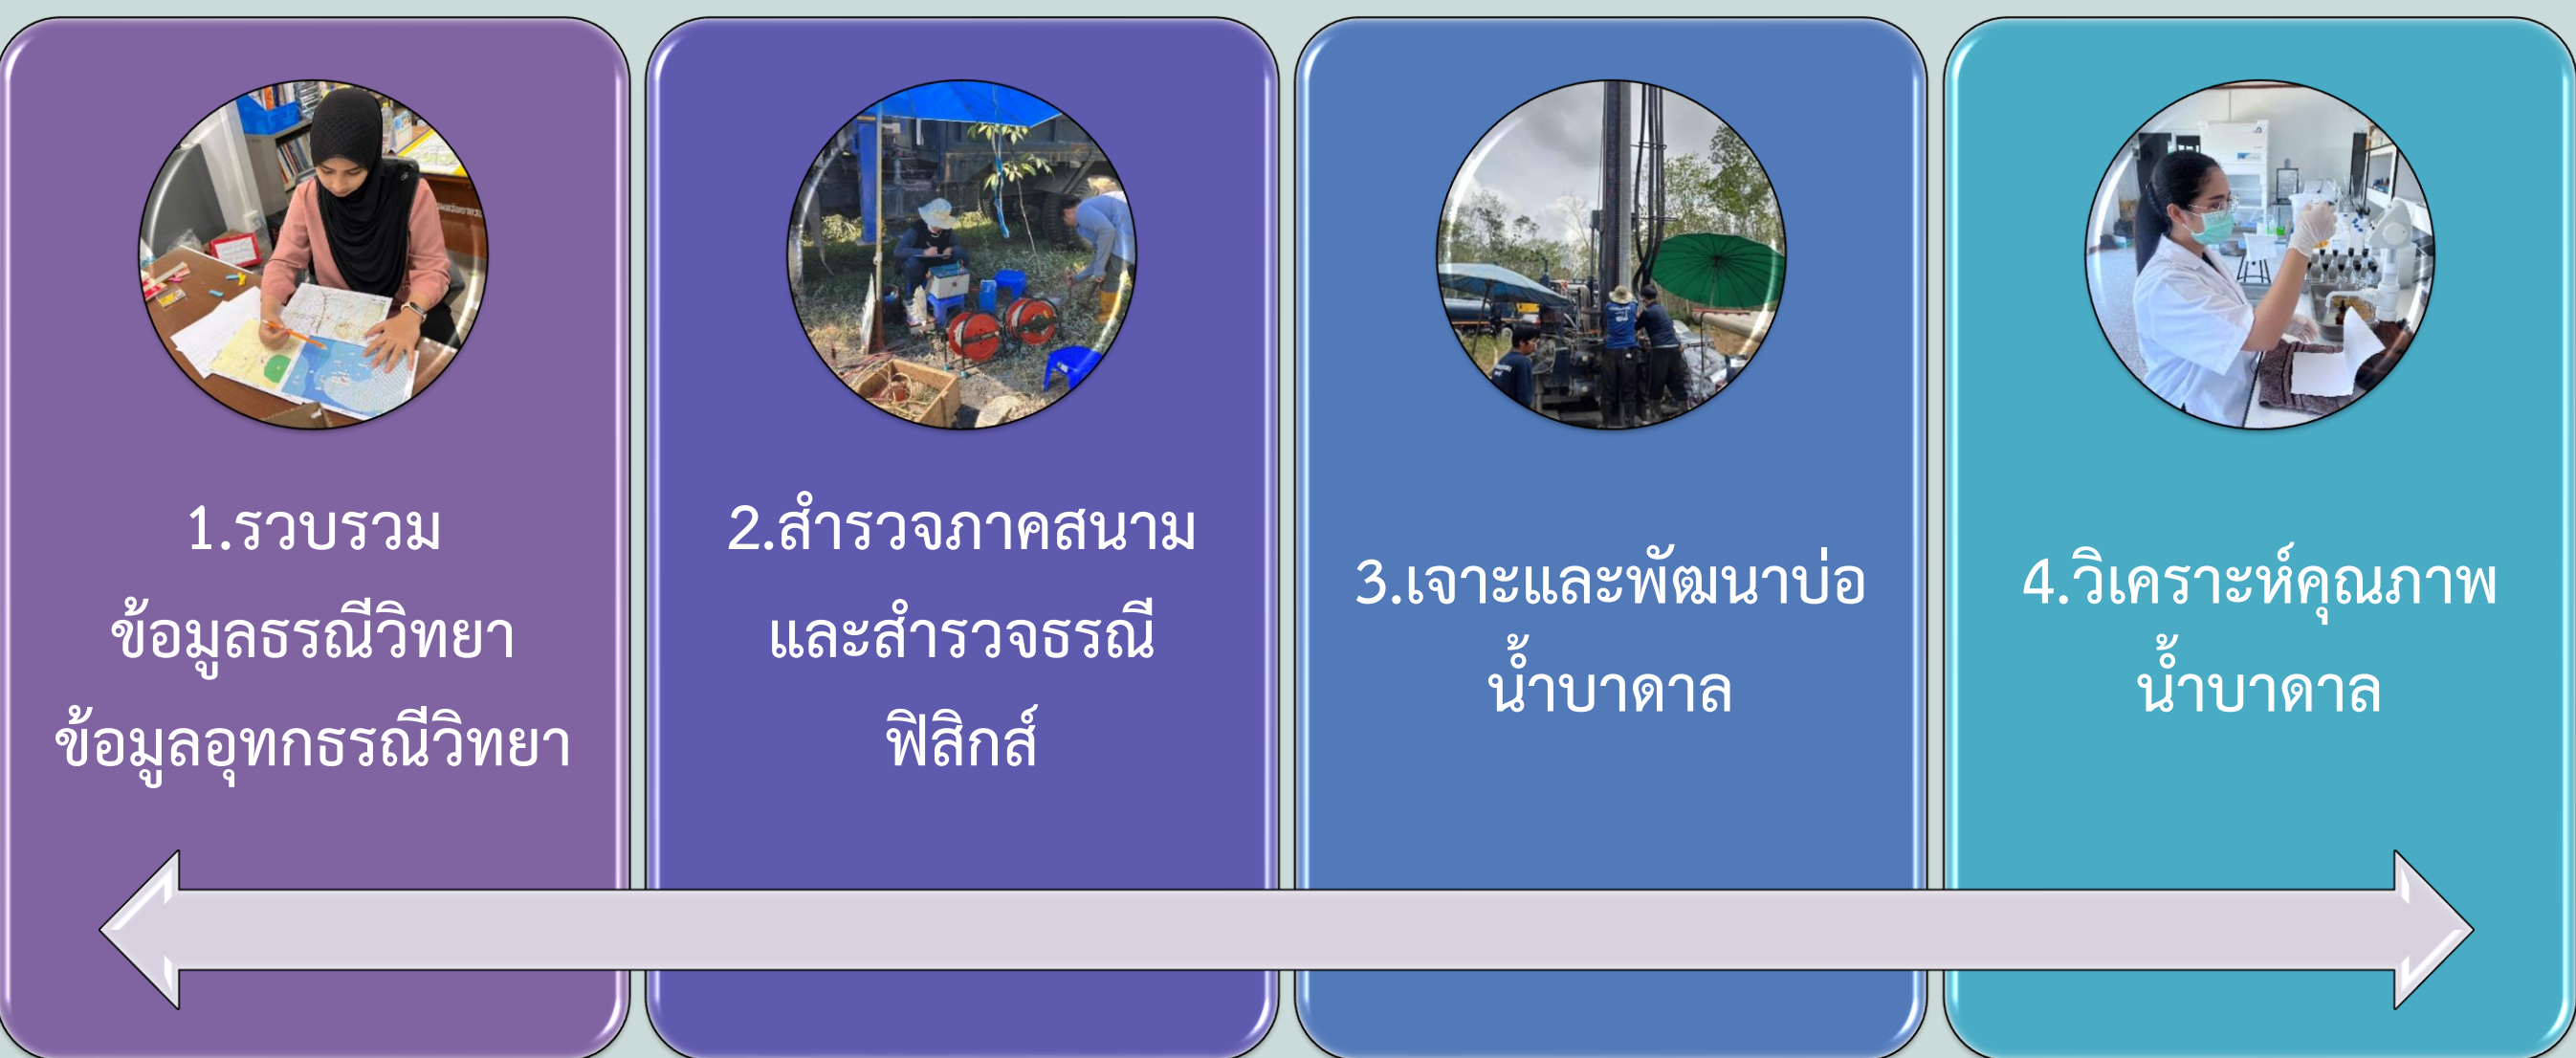 1.รวบรวม
ข้อมูลธรณีวิทยา
ข้อมูลอุทกธรณีวิทยา
2.สำรวจภาคสนาม
และสำรวจธรณี
ฟิสิกส์
3.เจาะและพัฒนาบ่อ
น้ำบาดาล
4.วิเคราะห์คุณภาพ
น้ำบาดาล